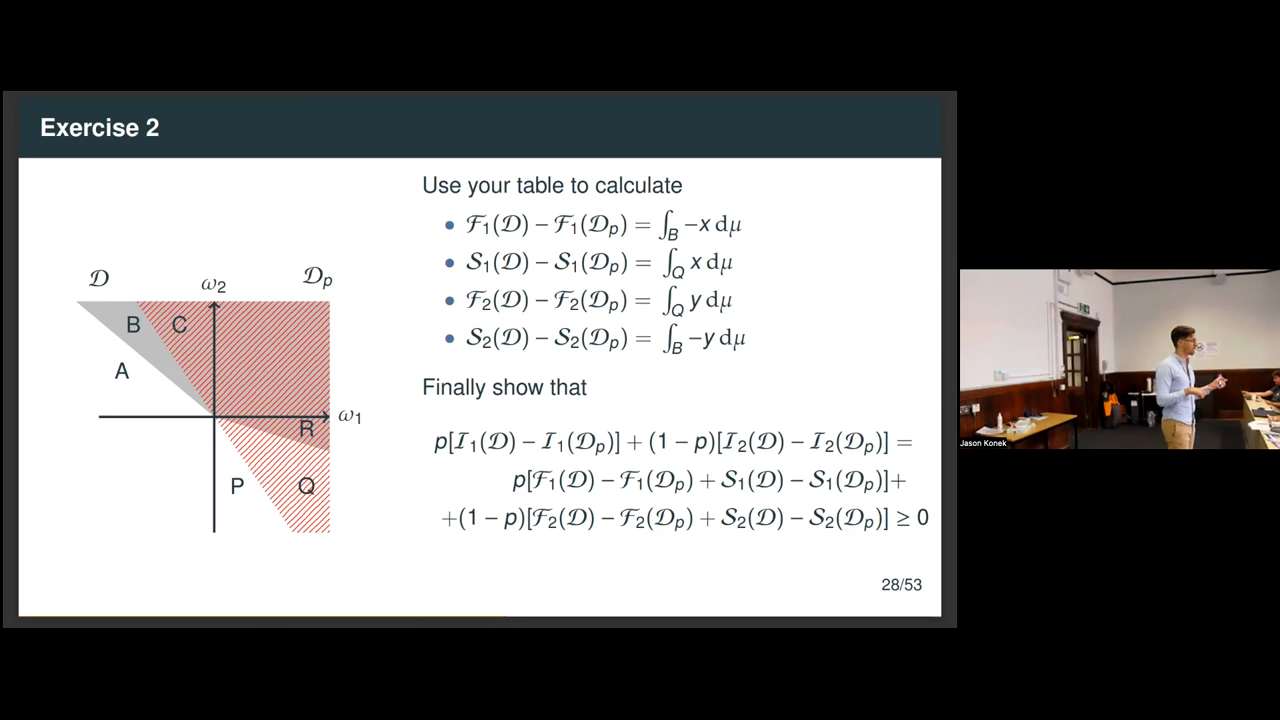 Exercise 2
Use your table to calculate
• ℱ₁(𝒟) − ℱ₁(𝒟ₚ) = ∫_B −x dμ
• 𝒮₁(𝒟) − 𝒮₁(𝒟ₚ) = ∫_Q x dμ
• ℱ₂(𝒟) − ℱ₂(𝒟ₚ) = ∫_Q y dμ
• 𝒮₂(𝒟) − 𝒮₂(𝒟ₚ) = ∫_B −y dμ
Finally show that
p[ℐ₁(𝒟) − ℐ₁(𝒟ₚ)] + (1 − p)[ℐ₂(𝒟) − ℐ₂(𝒟ₚ)] =
p[ℱ₁(𝒟) − ℱ₁(𝒟ₚ) + 𝒮₁(𝒟) − 𝒮₁(𝒟ₚ)]+
+(1 − p)[ℱ₂(𝒟) − ℱ₂(𝒟ₚ) + 𝒮₂(𝒟) − 𝒮₂(𝒟ₚ)] ≥ 0
𝒟
ω₂
𝒟ₚ
B
C
A
ω₁
R
P
Q
28/53
Jason Konek